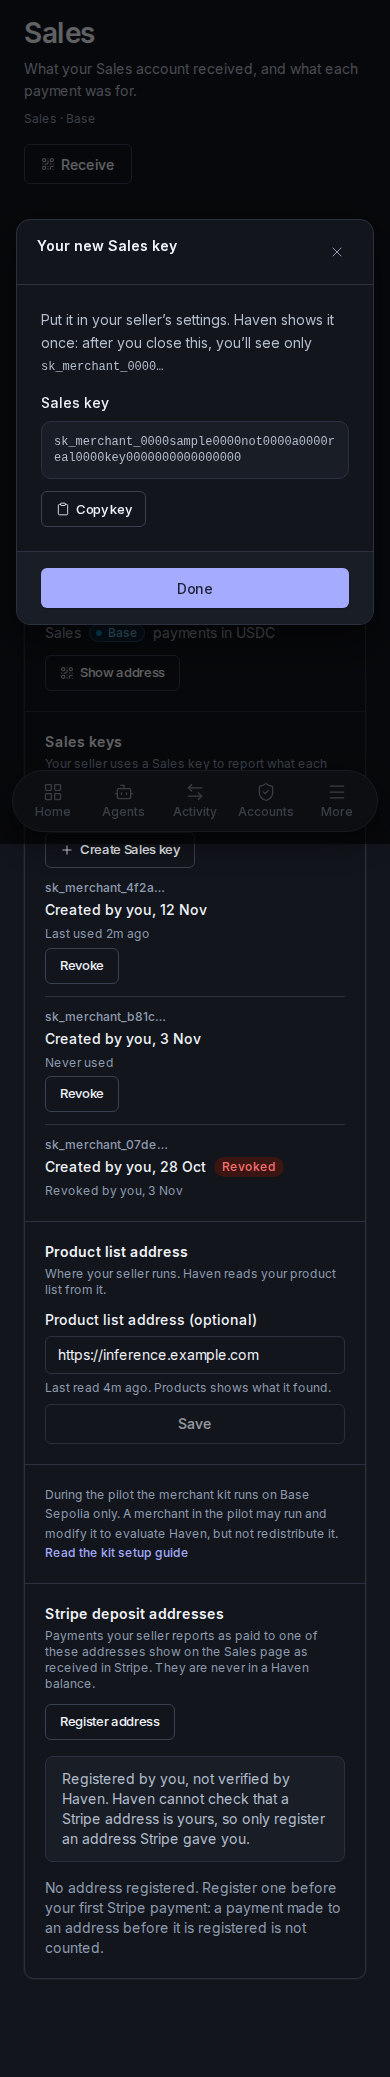 Sales
What your Sales account received, and what each
payment was for.
Sales · Base
Receive
Your new Sales key
Put it in your seller's settings. Haven shows it
once: after you close this, you'll see only
sk_merchant_0000…
Sales key
sk_merchant_0000sample0000not0000a0000r
eal0000key0000000000000000
Copy key
Done
Sales Base payments in USDC
Show address
Sales keys
Your seller uses a Sales key to report what each
Home Agents Activity Accounts More
Create Sales key
sk_merchant_4f2a…
Created by you, 12 Nov
Last used 2m ago
Revoke
sk_merchant_b81c…
Created by you, 3 Nov
Never used
Revoke
sk_merchant_07de…
Created by you, 28 Oct Revoked
Revoked by you, 3 Nov
Product list address
Where your seller runs. Haven reads your product
list from it.
Product list address (optional)
https://inference.example.com
Last read 4m ago. Products shows what it found.
Save
During the pilot the merchant kit runs on Base
Sepolia only. A merchant in the pilot may run and
modify it to evaluate Haven, but not redistribute it.
Read the kit setup guide
Stripe deposit addresses
Payments your seller reports as paid to one of
these addresses show on the Sales page as
received in Stripe. They are never in a Haven
balance.
Register address
Registered by you, not verified by
Haven. Haven cannot check that a
Stripe address is yours, so only register
an address Stripe gave you.
No address registered. Register one before
your first Stripe payment: a payment made to
an address before it is registered is not
counted.